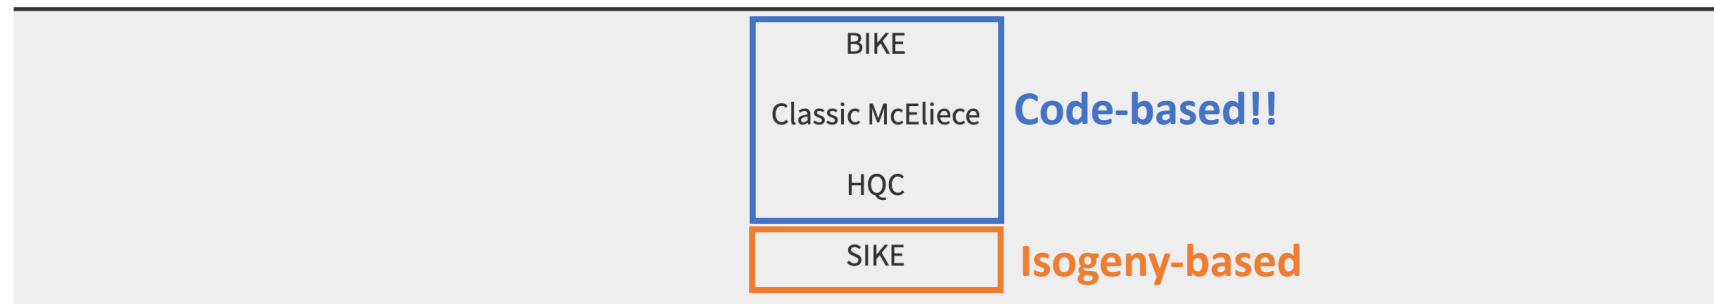 BIKE
Classic McEliece
Code-based!!
HQC
SIKE
Isogeny-based